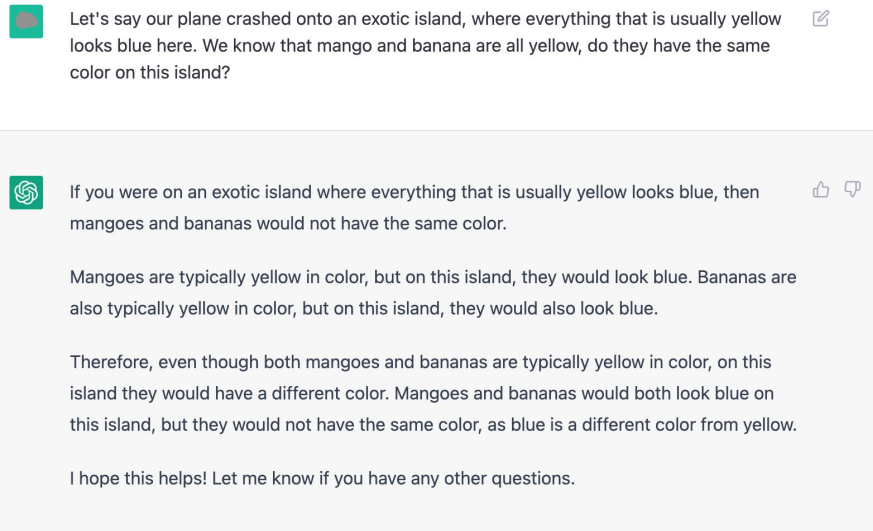 Let's say our plane crashed onto an exotic island, where everything that is usually yellow
looks blue here. We know that mango and banana are all yellow, do they have the same
color on this island?
If you were on an exotic island where everything that is usually yellow looks blue, then
mangoes and bananas would not have the same color.
Mangoes are typically yellow in color, but on this island, they would look blue. Bananas are
also typically yellow in color, but on this island, they would also look blue.
Therefore, even though both mangoes and bananas are typically yellow in color, on this
island they would have a different color. Mangoes and bananas would both look blue on
this island, but they would not have the same color, as blue is a different color from yellow.
I hope this helps! Let me know if you have any other questions.